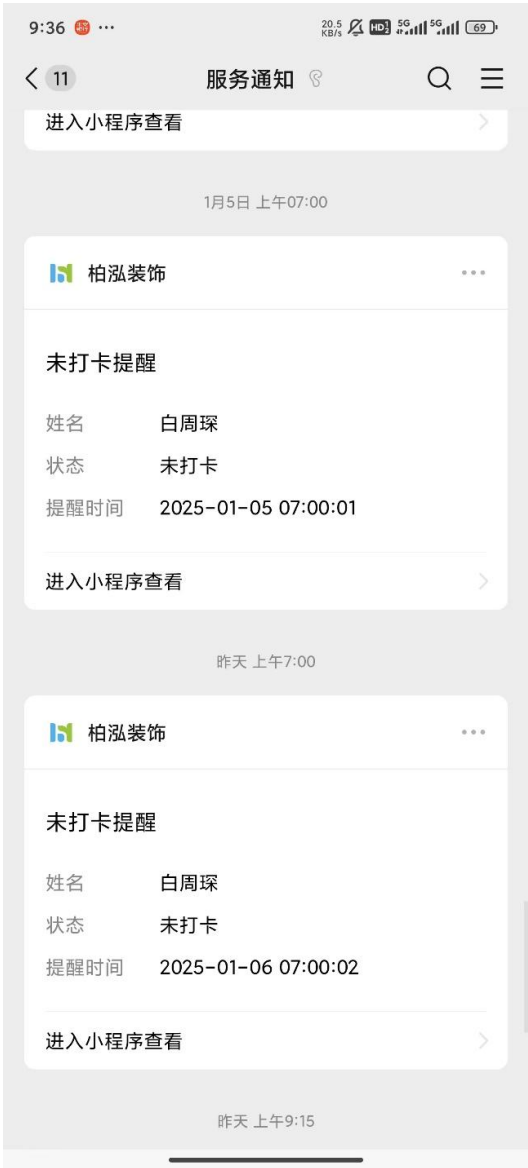 9:36 ··· 20.5 KB/s HD 5G 5G 69
11 服务通知
进入小程序查看
1月5日 上午07:00
柏泓装饰
未打卡提醒
姓名 白周琛
状态 未打卡
提醒时间 2025-01-05 07:00:01
进入小程序查看
昨天 上午7:00
柏泓装饰
未打卡提醒
姓名 白周琛
状态 未打卡
提醒时间 2025-01-06 07:00:02
进入小程序查看
昨天 上午9:15